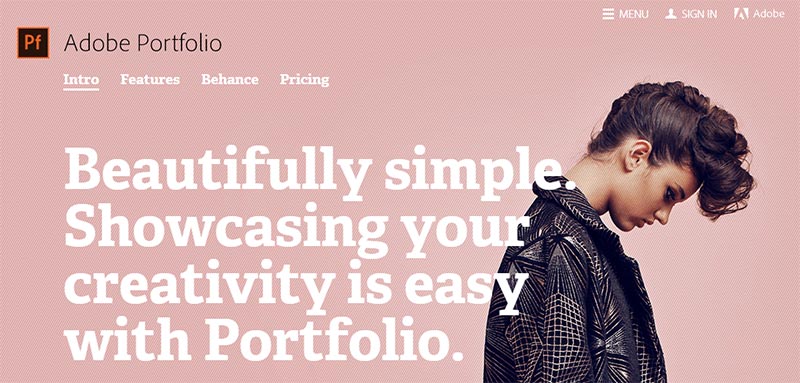 MENU SIGN IN Adobe
Pf Adobe Portfolio
Intro Features Behance Pricing
Beautifully simple.
Showcasing your
creativity is easy
with Portfolio.